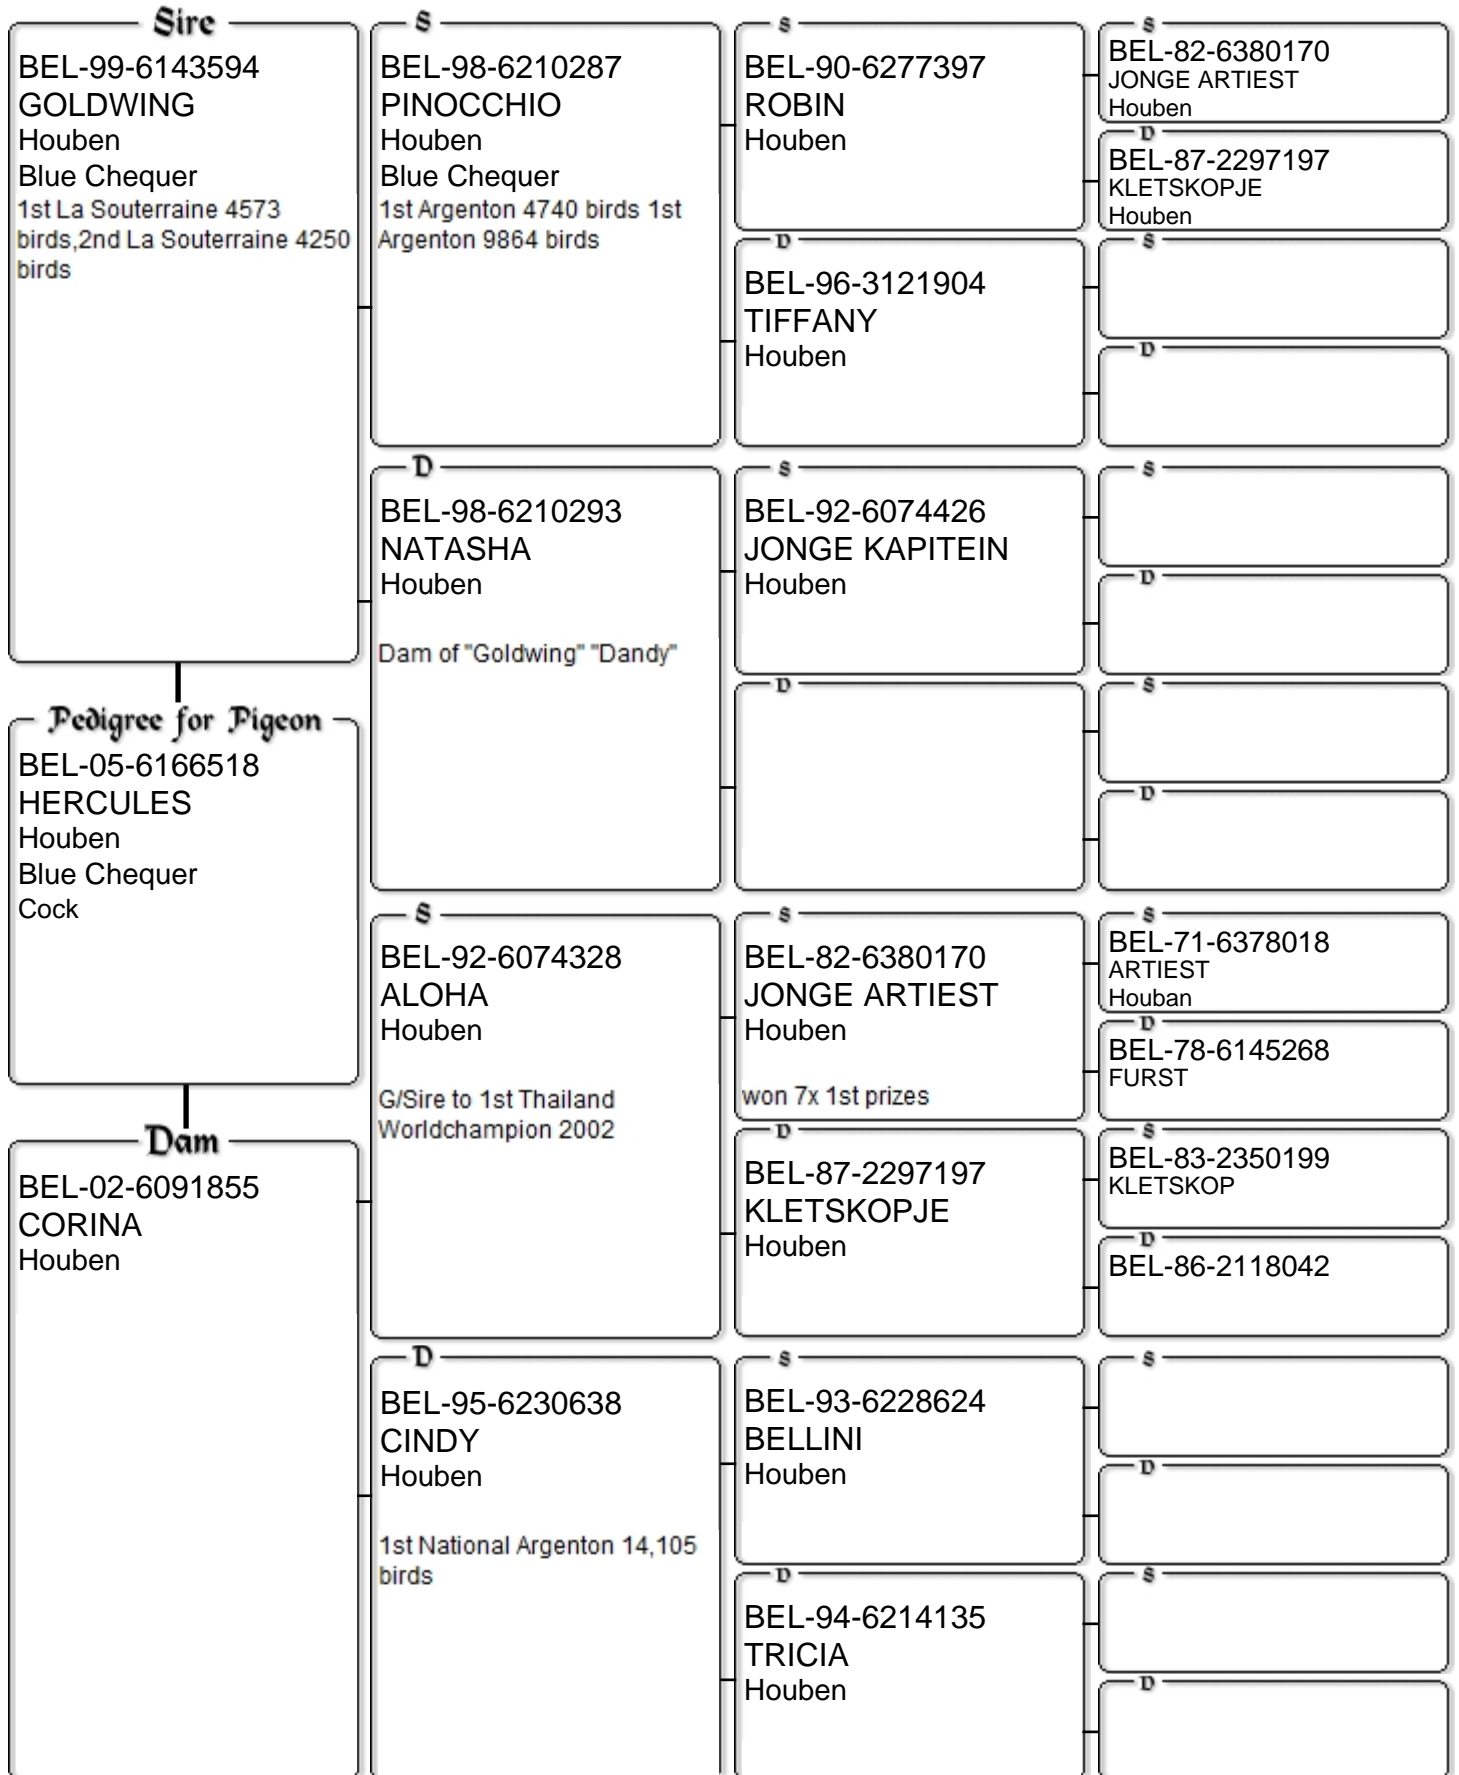 Sire
BEL-99-6143594
GOLDWING
Houben
Blue Chequer
1st La Souterraine 4573
birds,2nd La Souterraine 4250
birds
Pedigree for Pigeon
BEL-05-6166518
HERCULES
Houben
Blue Chequer
Cock
Dam
BEL-02-6091855
CORINA
Houben
S
BEL-98-6210287
PINOCCHIO
Houben
Blue Chequer
1st Argenton 4740 birds 1st
Argenton 9864 birds
D
BEL-98-6210293
NATASHA
Houben
Dam of "Goldwing" "Dandy"
S
BEL-92-6074328
ALOHA
Houben
G/Sire to 1st Thailand
Worldchampion 2002
D
BEL-95-6230638
CINDY
Houben
1st National Argenton 14,105
birds
S
BEL-90-6277397
ROBIN
Houben
D
BEL-96-3121904
TIFFANY
Houben
S
BEL-92-6074426
JONGE KAPITEIN
Houben
D
S
BEL-82-6380170
JONGE ARTIEST
Houben
won 7x 1st prizes
D
BEL-87-2297197
KLETSKOPJE
Houben
S
BEL-93-6228624
BELLINI
Houben
D
BEL-94-6214135
TRICIA
Houben
S
BEL-82-6380170
JONGE ARTIEST
Houben
D
BEL-87-2297197
KLETSKOPJE
Houben
S
D
S
D
S
D
S
BEL-71-6378018
ARTIEST
Houban
D
BEL-78-6145268
FURST
S
BEL-83-2350199
KLETSKOP
D
BEL-86-2118042
S
D
S
D